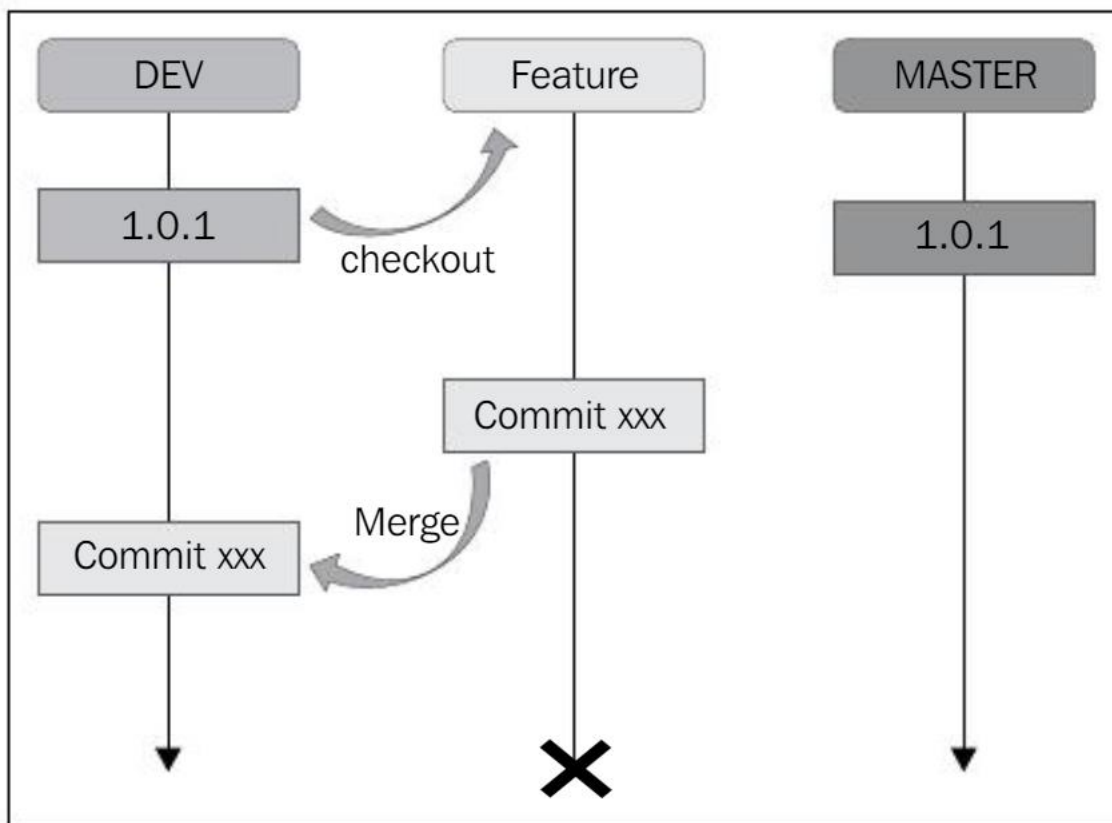 DEV
Feature
MASTER
1.0.1
checkout
1.0.1
Commit xxx
Merge
Commit xxx